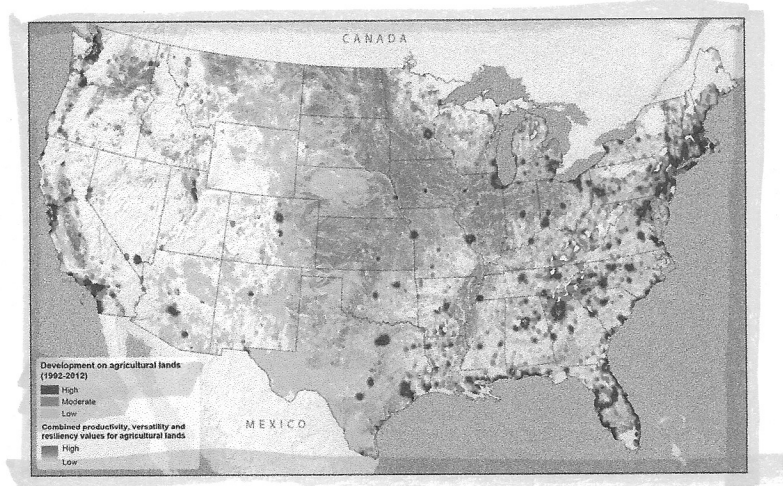 CANADA
Development on agricultural lands
(1992-2012)
High
Moderate
Low
Combined productivity, versatility and
resiliency values for agricultural lands
High
Low
MEXICO